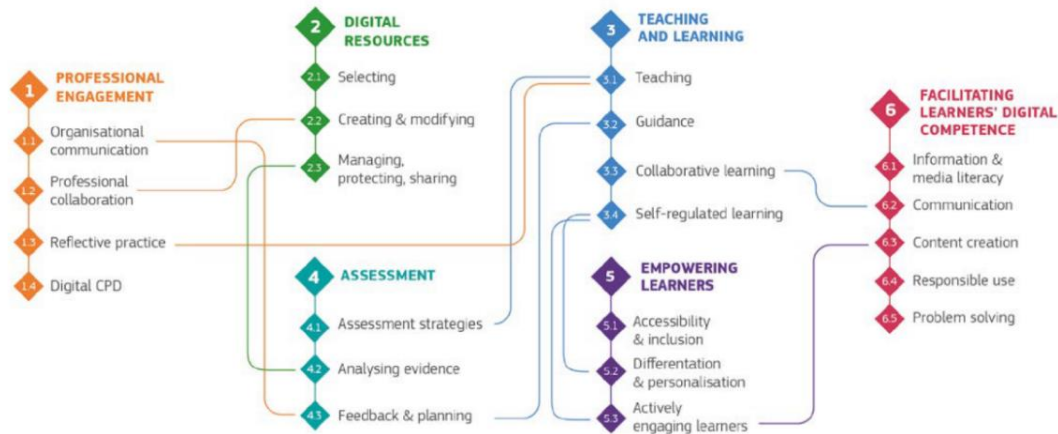 1
PROFESSIONAL
ENGAGEMENT
1.1
Organisational
communication
1.2
Professional
collaboration
1.3
Reflective practice
1.4
Digital CPD
2
DIGITAL
RESOURCES
2.1
Selecting
2.2
Creating & modifying
2.3
Managing,
protecting, sharing
3
TEACHING
AND LEARNING
3.1
Teaching
3.2
Guidance
3.3
Collaborative learning
3.4
Self-regulated learning
4
ASSESSMENT
4.1
Assessment strategies
4.2
Analysing evidence
4.3
Feedback & planning
5
EMPOWERING
LEARNERS
5.1
Accessibility
& inclusion
5.2
Differentation
& personalisation
5.3
Actively
engaging learners
6
FACILITATING
LEARNERS' DIGITAL
COMPETENCE
6.1
Information &
media literacy
6.2
Communication
6.3
Content creation
6.4
Responsible use
6.5
Problem solving